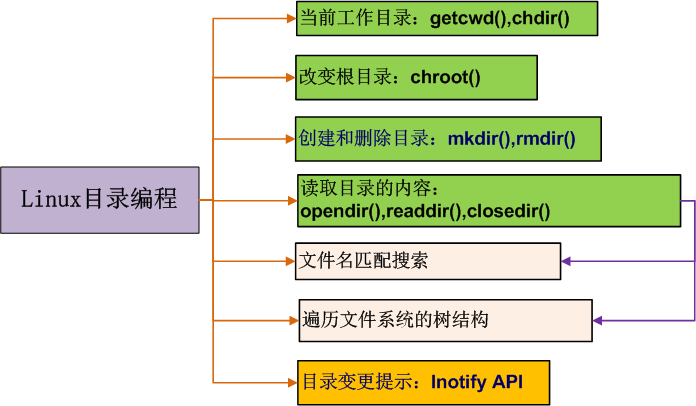 当前工作目录：getcwd(),chdir()
改变根目录：chroot()
创建和删除目录：mkdir(),rmdir()
Linux目录编程
读取目录的内容：
opendir(),readdir(),closedir()
文件名匹配搜索
遍历文件系统的树结构
目录变更提示：Inotify API